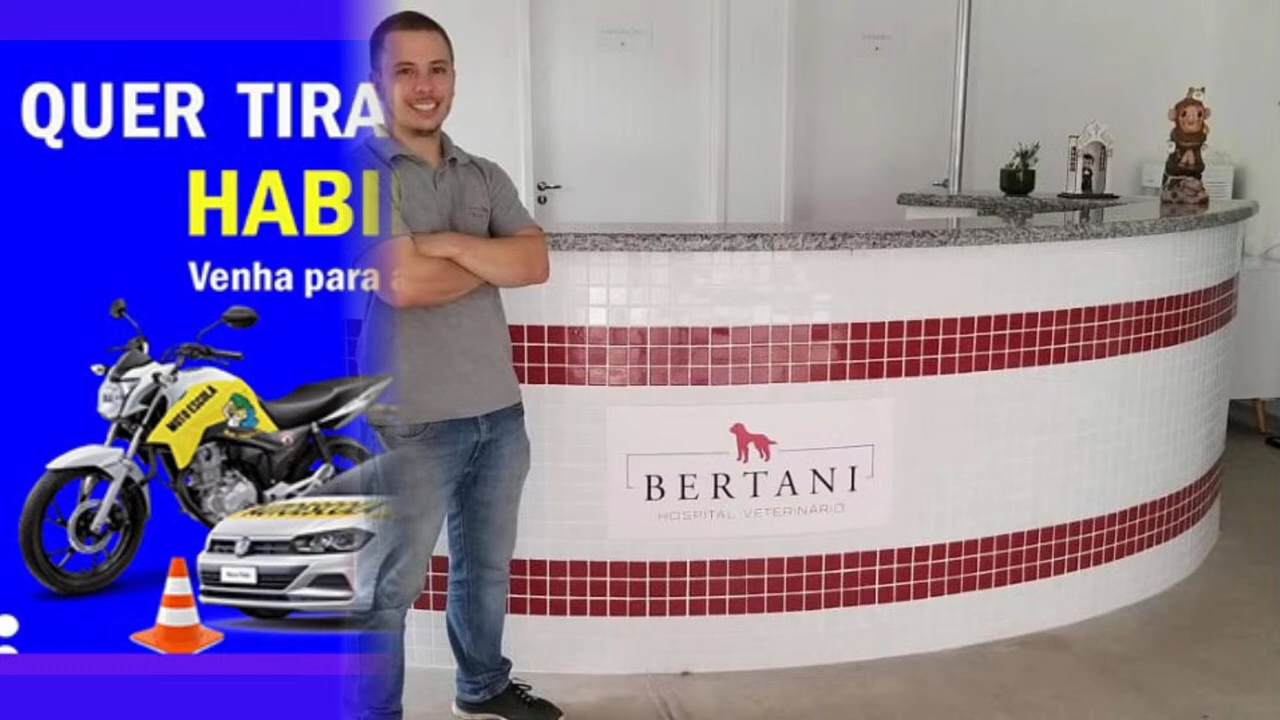 QUER TIRA
HABI
Venha para a
MOTO ESCOLA
BERTANI
HOSPITAL VETERINÁRIO